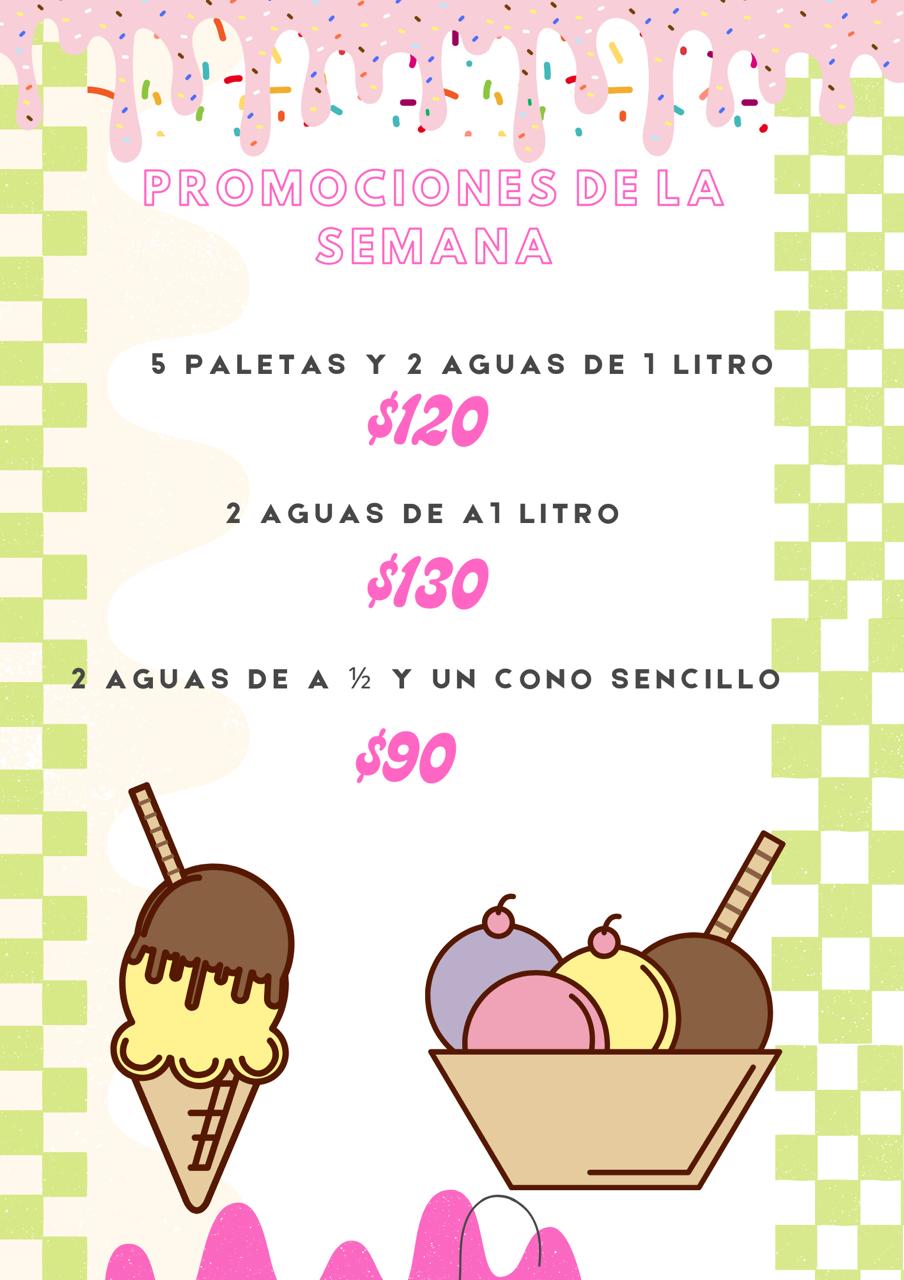 PROMOCIONES DE LA
SEMANA
5 PALETAS Y 2 AGUAS DE 1 LITRO
$120
2 AGUAS DE A1 LITRO
$130
2 AGUAS DE A ½ Y UN CONO SENCILLO
$90